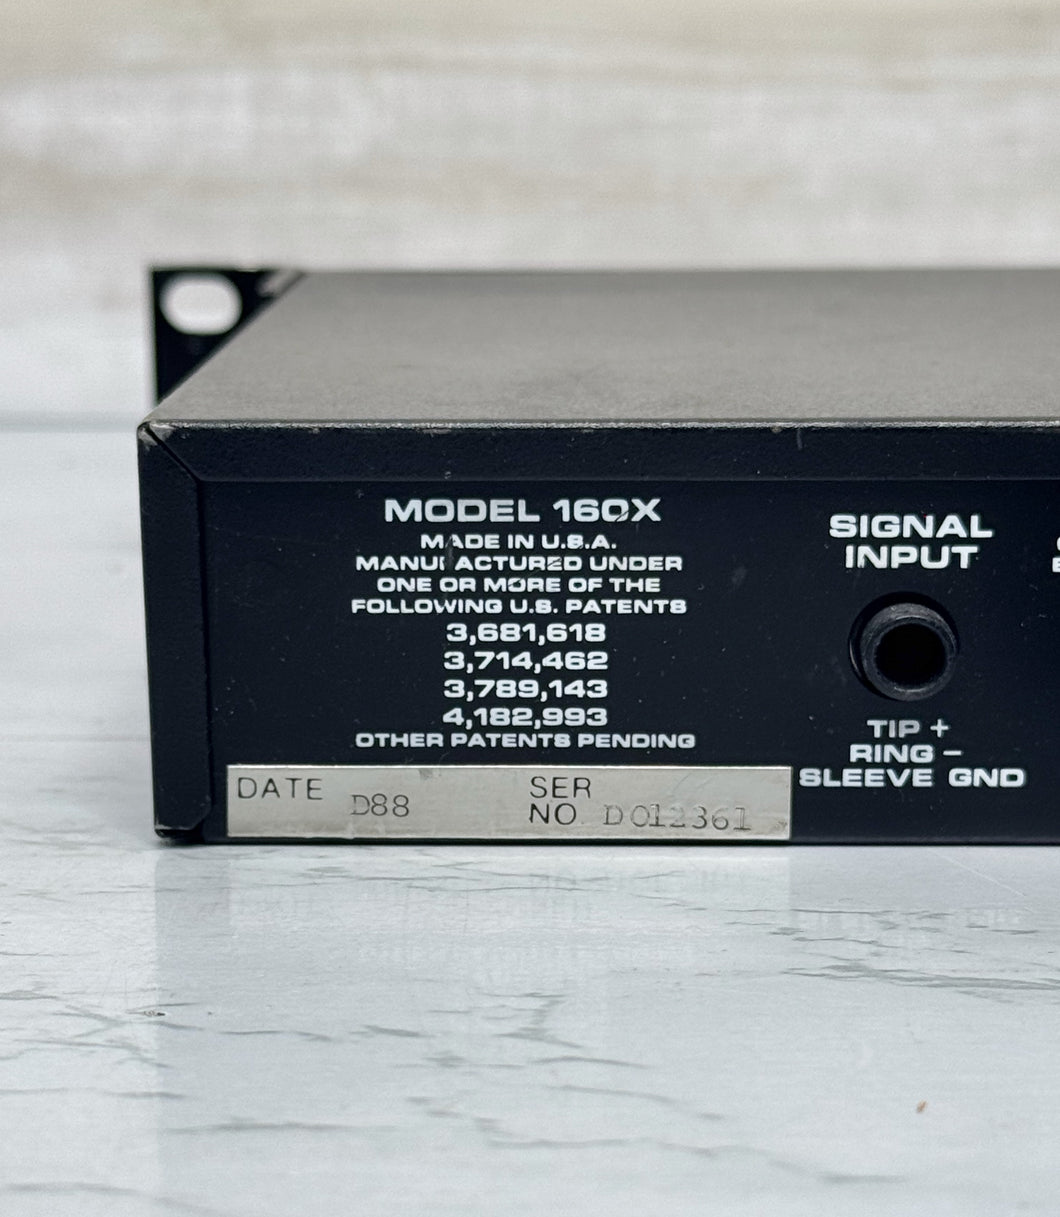 MODEL 160X
MADE IN U.S.A.
MANUFACTURED UNDER
ONE OR MORE OF THE
FOLLOWING U.S. PATENTS
3,681,618
3,714,462
3,789,143
4,182,993
OTHER PATENTS PENDING
DATE D88
SER
NO D012361
SIGNAL
INPUT
TIP +
RING –
SLEEVE GND